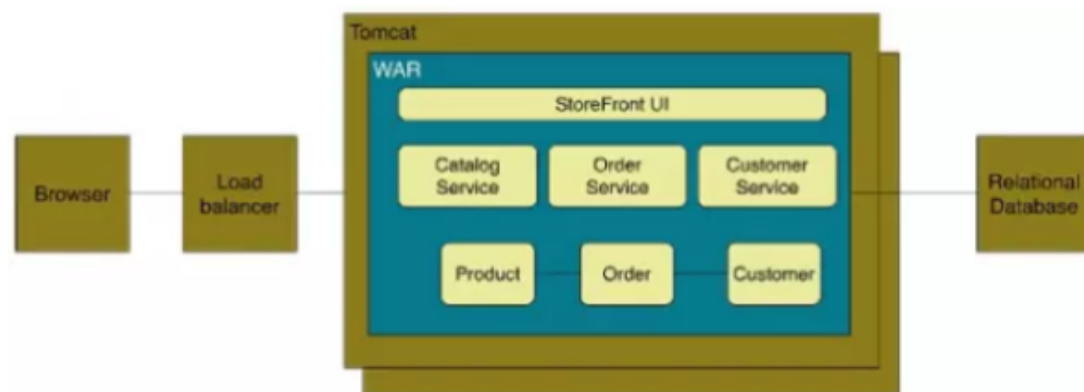 Tomcat
WAR
StoreFront UI
Catalog
Service
Order
Service
Customer
Service
Browser
Load
balancer
Relational
Database
Product
Order
Customer